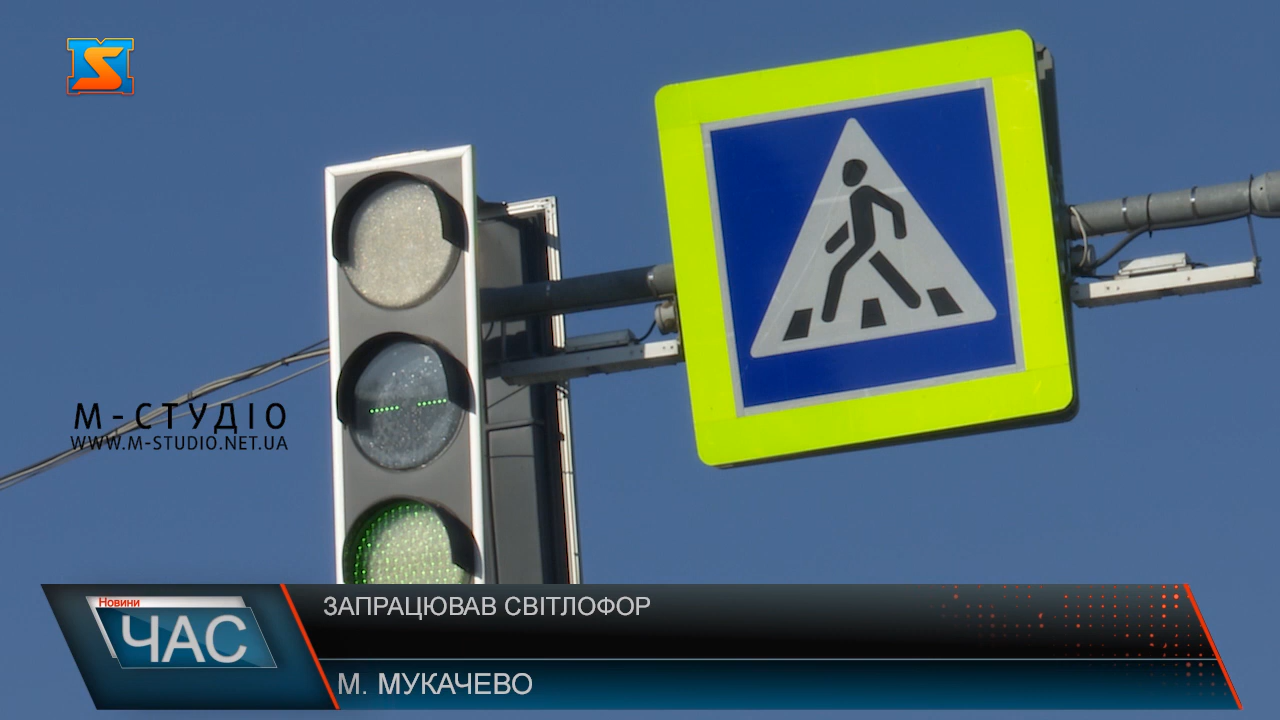 М-СТУДІО
WWW.M-STUDIO.NET.UA
Новини
ЧАС
ЗАПРАЦЮВАВ СВІТЛОФОР
М. МУКАЧЕВО